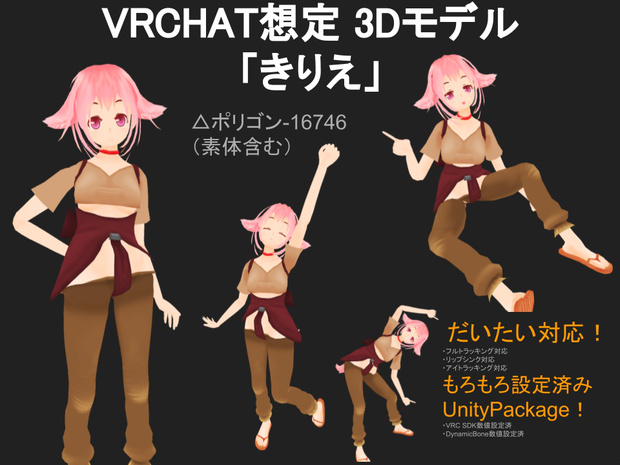 VRCHAT想定 3Dモデル
「きりえ」
△ポリゴン-16746
（素体含む）
だいたい対応！
・フルトラッキング対応
・リップシンク対応
・アイトラッキング対応
もろもろ設定済み
UnityPackage！
・VRC SDK数値設定済
・DynamicBone数値設定済